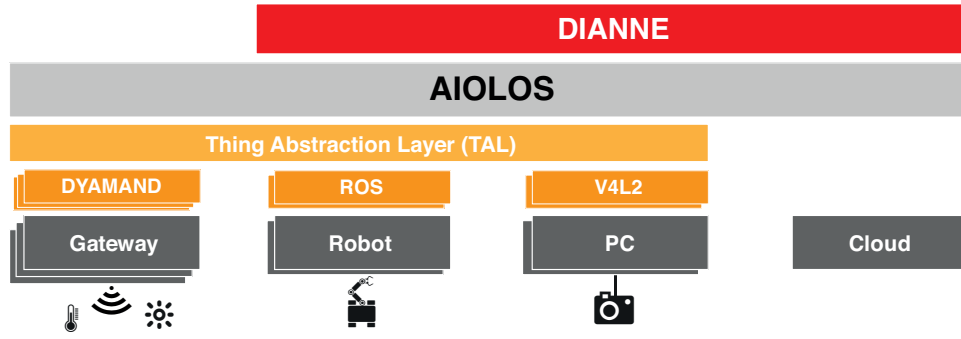 DIANNE
AIOLOS
Thing Abstraction Layer (TAL)
DYAMAND
ROS
V4L2
Gateway
Robot
PC
Cloud